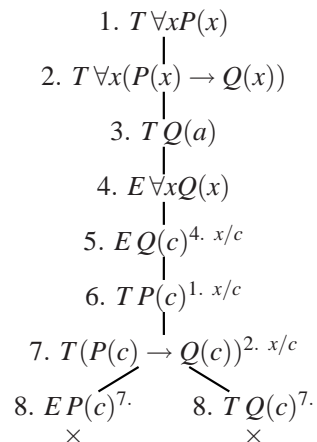 1. T ∀xP(x)
2. T ∀x(P(x) → Q(x))
3. T Q(a)
4. E ∀xQ(x)
5. E Q(c)^{4. x/c}
6. T P(c)^{1. x/c}
7. T(P(c) → Q(c))^{2. x/c}
8. E P(c)^{7.} 8. T Q(c)^{7.}
× ×